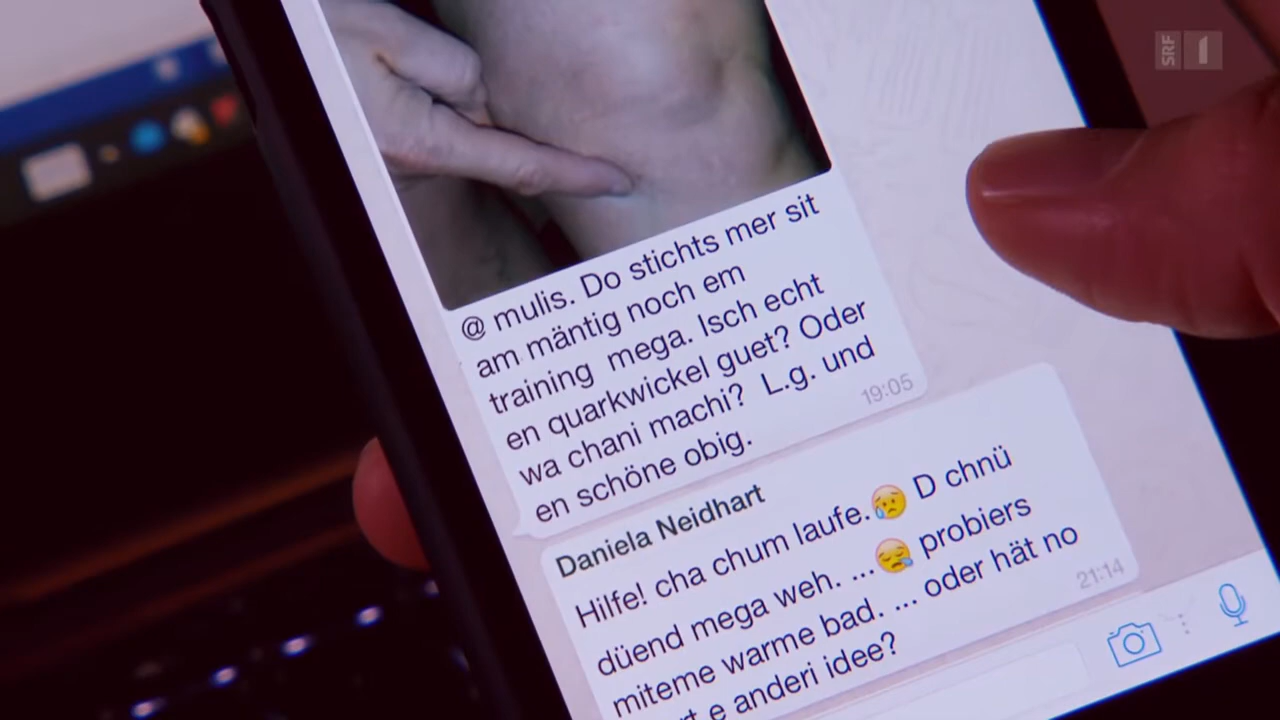 SRF 1
@ mulis. Do stichts mer sit
am mäntig noch em
training mega. Isch echt
en quarkwickel guet? Oder
wa chani machi? L.g. und
en schöne obig.
19:05
Daniela Neidhart
Hilfe! cha chum laufe.😥 D chnü
düend mega weh. ...😪 probiers
miteme warme bad. ... oder hät no
e anderi idee?
21:14